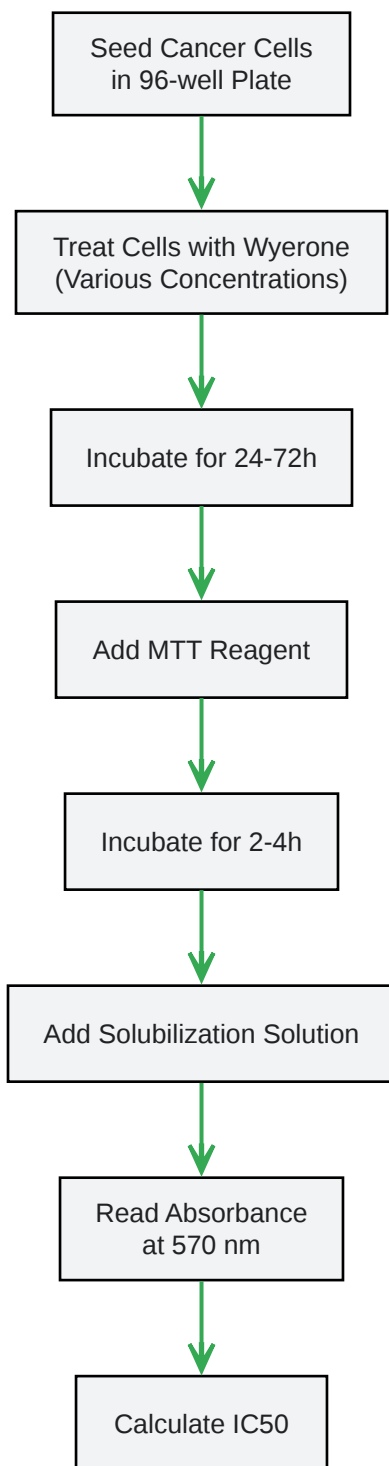 Seed Cancer Cells
in 96-well Plate
Treat Cells with Wyerone
(Various Concentrations)
Incubate for 24-72h
Add MTT Reagent
Incubate for 2-4h
Add Solubilization Solution
Read Absorbance
at 570 nm
Calculate IC50